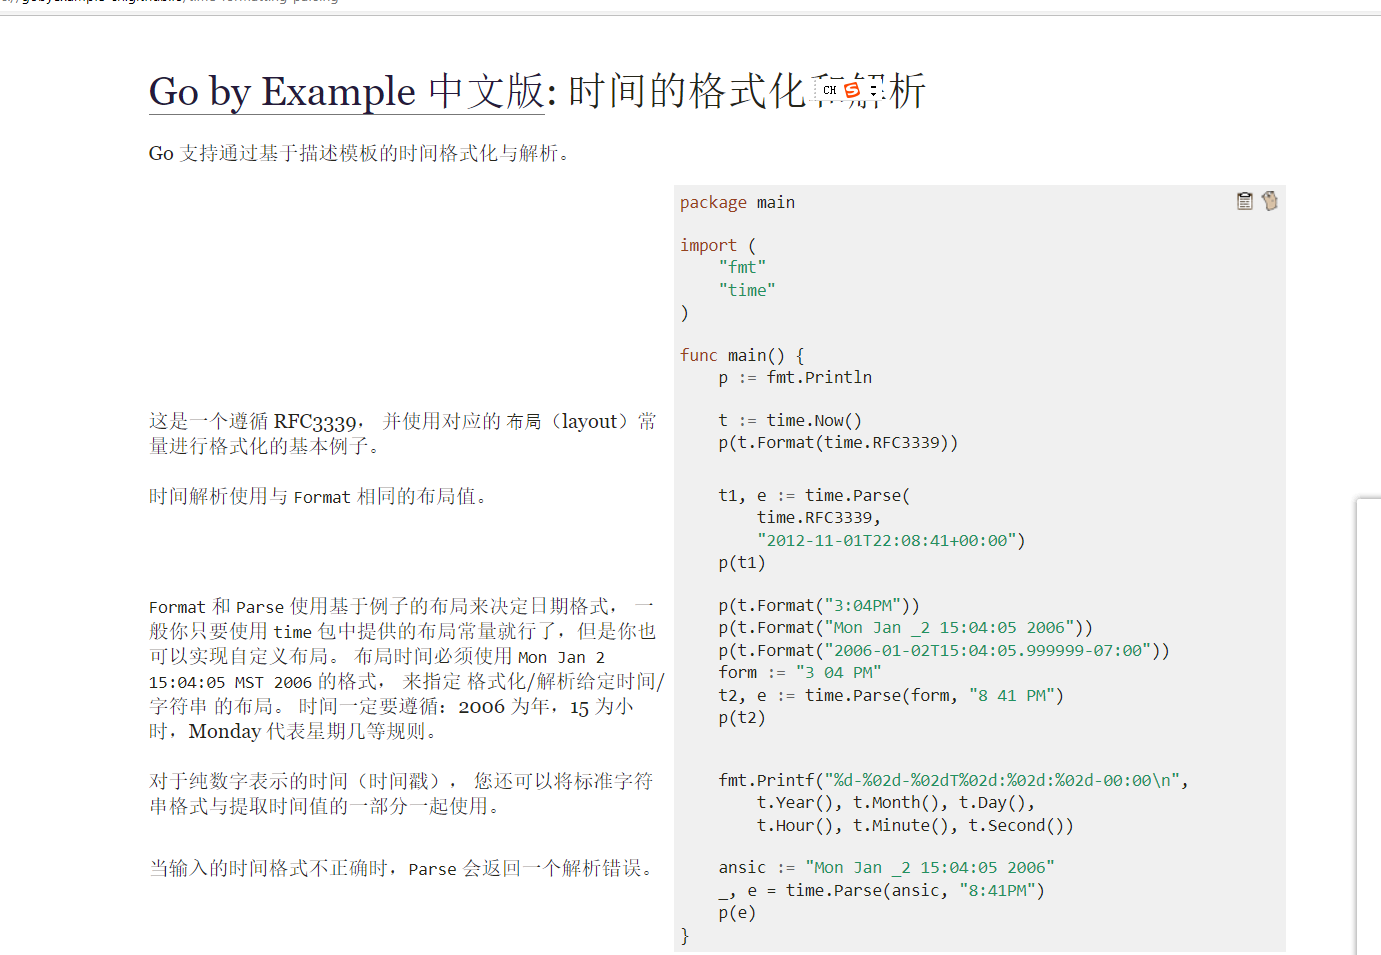 Go by Example 中文版: 时间的格式化和解析
CH
Go 支持通过基于描述模板的时间格式化与解析。
package main
import (
"fmt"
"time"
)
func main() {
p := fmt.Println
这是一个遵循 RFC3339， 并使用对应的 布局（layout）常
量进行格式化的基本例子。
t := time.Now()
p(t.Format(time.RFC3339))
时间解析使用与 Format 相同的布局值。
t1, e := time.Parse(
time.RFC3339,
"2012-11-01T22:08:41+00:00")
p(t1)
Format 和 Parse 使用基于例子的布局来决定日期格式， 一
般你只要使用 time 包中提供的布局常量就行了，但是你也
可以实现自定义布局。 布局时间必须使用 Mon Jan 2
15:04:05 MST 2006 的格式， 来指定 格式化/解析给定时间/
字符串 的布局。 时间一定要遵循：2006 为年，15 为小
时，Monday 代表星期几等规则。
p(t.Format("3:04PM"))
p(t.Format("Mon Jan _2 15:04:05 2006"))
p(t.Format("2006-01-02T15:04:05.999999-07:00"))
form := "3 04 PM"
t2, e := time.Parse(form, "8 41 PM")
p(t2)
对于纯数字表示的时间（时间戳）， 您还可以将标准字符
串格式与提取时间值的一部分一起使用。
fmt.Printf("%d-%02d-%02dT%02d:%02d:%02d-00:00\n",
t.Year(), t.Month(), t.Day(),
t.Hour(), t.Minute(), t.Second())
当输入的时间格式不正确时，Parse 会返回一个解析错误。
ansic := "Mon Jan _2 15:04:05 2006"
_, e = time.Parse(ansic, "8:41PM")
p(e)
}